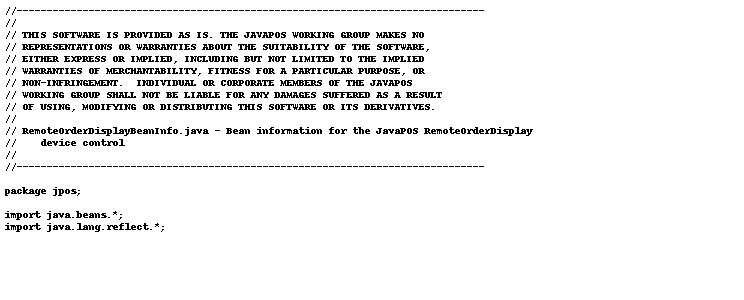 //------------------------------------------------------------------------------
//
// THIS SOFTWARE IS PROVIDED AS IS. THE JAVAPOS WORKING GROUP MAKES NO
// REPRESENTATIONS OR WARRANTIES ABOUT THE SUITABILITY OF THE SOFTWARE,
// EITHER EXPRESS OR IMPLIED, INCLUDING BUT NOT LIMITED TO THE IMPLIED
// WARRANTIES OF MERCHANTABILITY, FITNESS FOR A PARTICULAR PURPOSE, OR
// NON-INFRINGEMENT.  INDIVIDUAL OR CORPORATE MEMBERS OF THE JAVAPOS
// WORKING GROUP SHALL NOT BE LIABLE FOR ANY DAMAGES SUFFERED AS A RESULT
// OF USING, MODIFYING OR DISTRIBUTING THIS SOFTWARE OR ITS DERIVATIVES.
//
// RemoteOrderDisplayBeanInfo.java - Bean information for the JavaPOS RemoteOrderDisplay
//    device control
//
//------------------------------------------------------------------------------
package jpos;
import java.beans.*;
import java.lang.reflect.*;